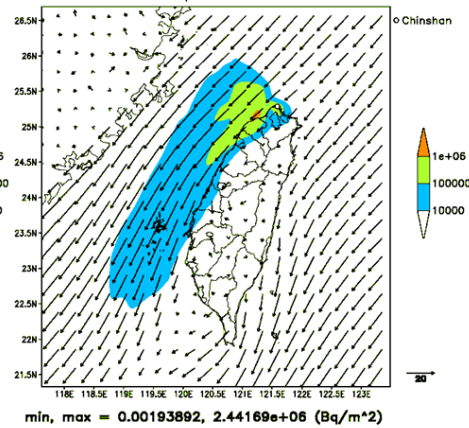 26.5N
Chinshan
26N
25.5N
25N
24.5N
24N
23.5N
23N
22.5N
22N
21.5N
1e+06
100000
10000
118E 118.5E 119E 119.5E 120E 120.5E 121E 121.5E 122E 122.5E 123E
20
min, max = 0.00193892, 2.44169e+06 (Bq/m^2)